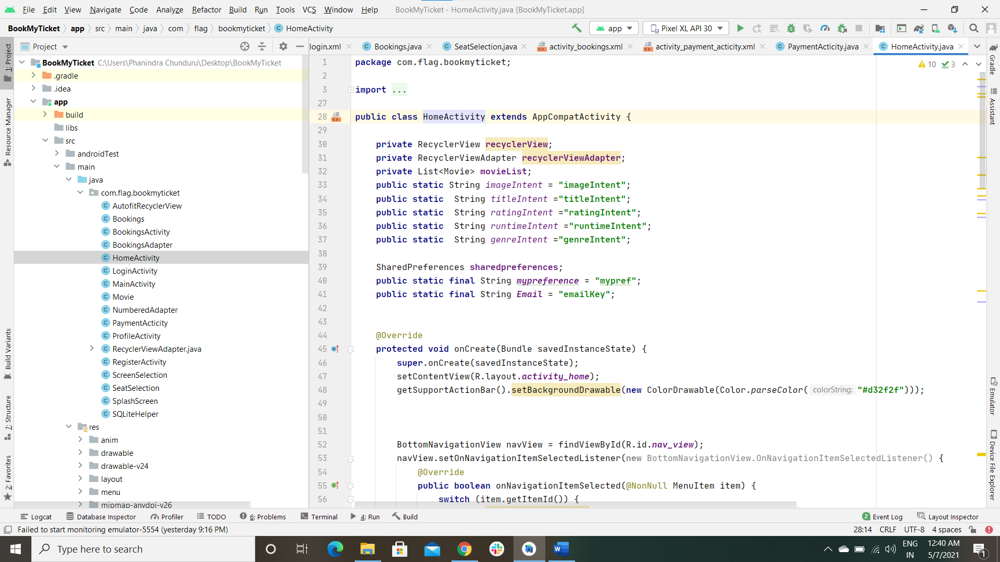 File Edit View Navigate Code Analyze Refactor Build Run Tools VCS Window Help BookMyTicket - HomeActivity.java [BookMyTicket.app]
BookMyTicket app src main java com flag bookmyticket HomeActivity app Pixel XL API 30
Project
login.xml Bookings.java SeatSelection.java activity_bookings.xml activity_payment_acticity.xml PaymentActicity.java HomeActivity.java
1: Project
Resource Manager
Build Variants
7: Structure
2: Favorites
BookMyTicket C:\Users\Phanindra Chunduru\Desktop\BookMyTicket
.gradle
.idea
app
build
libs
src
androidTest
main
java
com.flag.bookmyticket
AutofitRecyclerView
Bookings
BookingsActivity
BookingsAdapter
HomeActivity
LoginActivity
MainActivity
Movie
NumberedAdapter
PaymentActicity
ProfileActivity
RecyclerViewAdapter.java
RegisterActivity
ScreenSelection
SeatSelection
SplashScreen
SQLiteHelper
res
anim
drawable
drawable-v24
layout
menu
mipmap-anydpi-v26
10 3
1 package com.flag.bookmyticket;
2
3 import ...
27
28 public class HomeActivity extends AppCompatActivity {
29
30 private RecyclerView recyclerView;
31 private RecyclerViewAdapter recyclerViewAdapter;
32 private List<Movie> movieList;
33 public static String imageIntent = "imageIntent";
34 public static  String titleIntent ="titleIntent";
35 public static  String ratingIntent ="ratingIntent";
36 public static  String runtimeIntent ="runtimeIntent";
37 public static  String genreIntent ="genreIntent";
38
39 SharedPreferences sharedpreferences;
40 public static final String mypreference = "mypref";
41 public static final String Email = "emailKey";
42
43
44 @Override
45 protected void onCreate(Bundle savedInstanceState) {
46 super.onCreate(savedInstanceState);
47 setContentView(R.layout.activity_home);
48 getSupportActionBar().setBackgroundDrawable(new ColorDrawable(Color.parseColor( colorString: "#d32f2f")));
49
50
51
52 BottomNavigationView navView = findViewById(R.id.nav_view);
53 navView.setOnNavigationItemSelectedListener(new BottomNavigationView.OnNavigationItemSelectedListener() {
54 @Override
55 public boolean onNavigationItemSelected(@NonNull MenuItem item) {
56 switch (item.getItemId()) {
Gradle
Assistant
Emulator
Device File Explorer
Logcat Database Inspector Profiler TODO 6: Problems Terminal 4: Run Build 2 Event Log Layout Inspector
Failed to start monitoring emulator-5554 (yesterday 9:16 PM) 28:14 CRLF UTF-8 4 spaces
Type here to search
ENG
IN
12:40 AM
5/7/2021
1